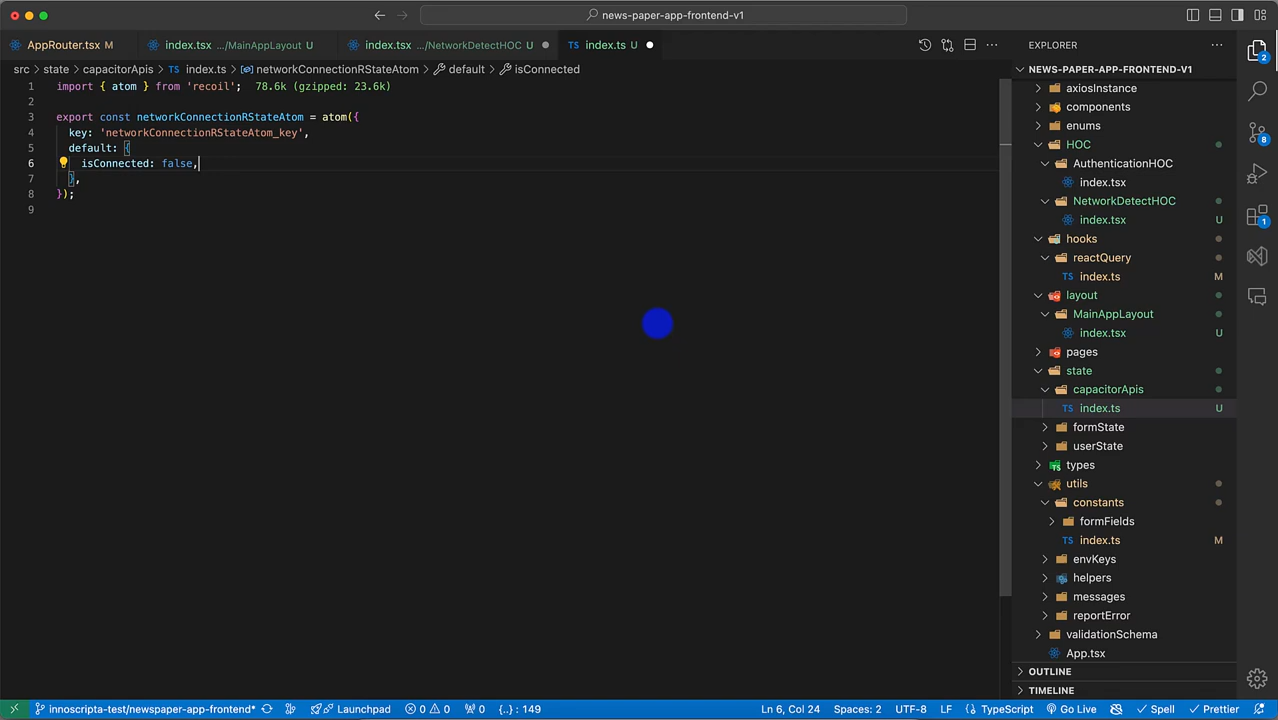 news-paper-app-frontend-v1
AppRouter.tsx M
index.tsx .../MainAppLayout U
index.tsx .../NetworkDetectHOC U
index.ts U
EXPLORER
src > state > capacitorApis > TS index.ts > networkConnectionRStateAtom > default > isConnected
1 import { atom } from 'recoil'; 78.6k (gzipped: 23.6k)
2
3 export const networkConnectionRStateAtom = atom({
4 key: 'networkConnectionRStateAtom_key',
5 default: {
6 isConnected: false,
7 },
8 });
9
NEWS-PAPER-APP-FRONTEND-V1
axiosInstance
components
enums
HOC
AuthenticationHOC
index.tsx
NetworkDetectHOC
index.tsx U
hooks
reactQuery
TS index.ts M
layout
MainAppLayout
index.tsx U
pages
state
capacitorApis
TS index.ts U
formState
userState
types
utils
constants
formFields
TS index.ts M
envKeys
helpers
messages
reportError
validationSchema
App.tsx
OUTLINE
TIMELINE
2
8
1
innoscripta-test/newspaper-app-frontend* Launchpad 0 0 0 {..} : 149 Ln 6, Col 24 Spaces: 2 UTF-8 LF TypeScript Go Live Spell Prettier